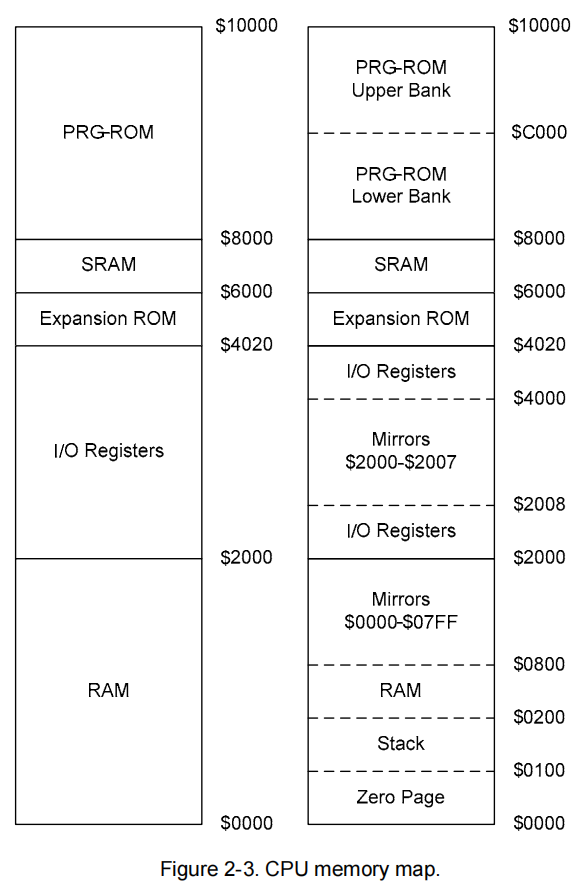 $10000
PRG-ROM
$8000
SRAM
$6000
Expansion ROM
$4020
I/O Registers
$2000
RAM
$0000
$10000
PRG-ROM
Upper Bank
$C000
PRG-ROM
Lower Bank
$8000
SRAM
$6000
Expansion ROM
$4020
I/O Registers
$4000
Mirrors
$2000-$2007
$2008
I/O Registers
$2000
Mirrors
$0000-$07FF
$0800
RAM
$0200
Stack
$0100
Zero Page
$0000
Figure 2-3. CPU memory map.